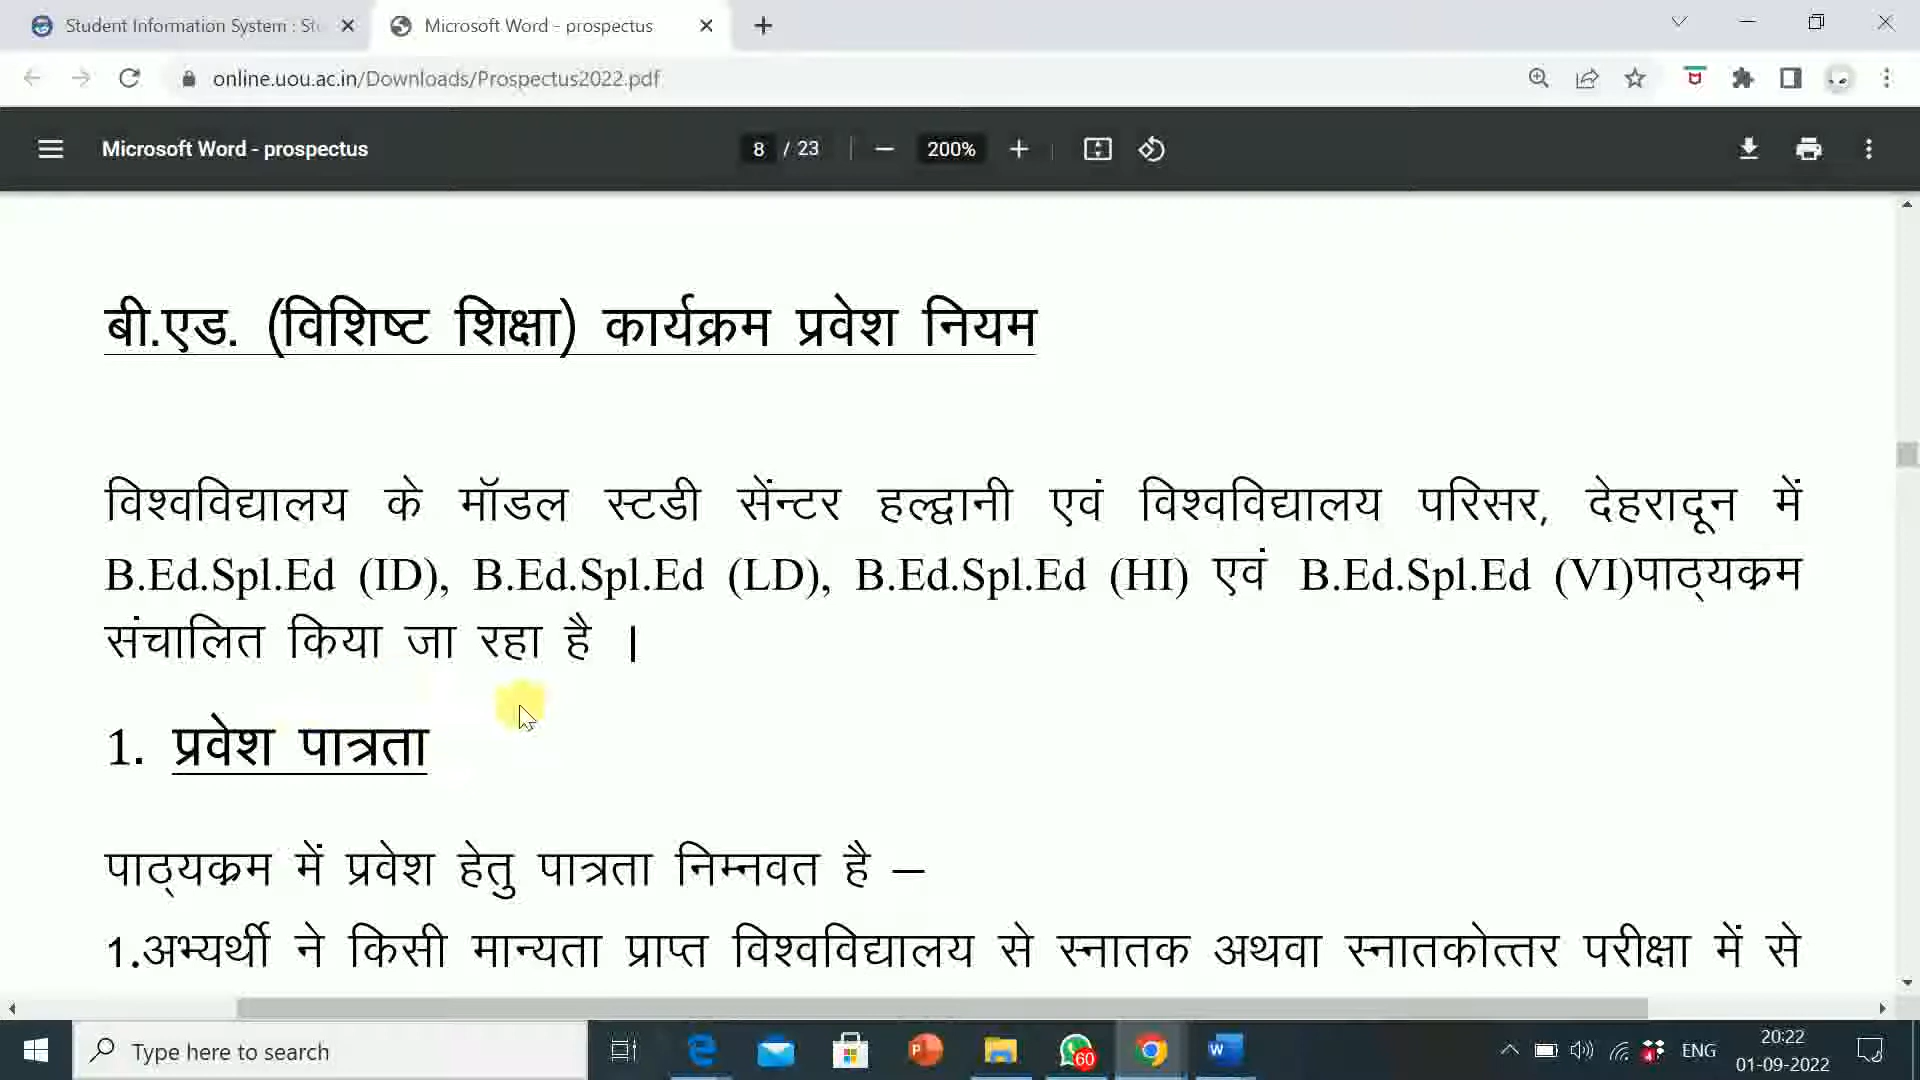 Student Information System : St
Microsoft Word - prospectus
online.uou.ac.in/Downloads/Prospectus2022.pdf
Microsoft Word - prospectus
8 / 23
200%
बी.एड. (विशिष्ट शिक्षा) कार्यक्रम प्रवेश नियम
विश्वविद्यालय के मॉडल स्टडी सेंन्टर हल्द्वानी एवं विश्वविद्यालय परिसर, देहरादून में
B.Ed.Spl.Ed (ID), B.Ed.Spl.Ed (LD), B.Ed.Spl.Ed (HI) एवं B.Ed.Spl.Ed (VI)पाठ्यक्रम
संचालित किया जा रहा है ।
1. प्रवेश पात्रता
पाठ्यक्रम में प्रवेश हेतु पात्रता निम्नवत है –
1.अभ्यर्थी ने किसी मान्यता प्राप्त विश्वविद्यालय से स्नातक अथवा स्नातकोत्तर परीक्षा में से
Type here to search
60
ENG
20:22
01-09-2022